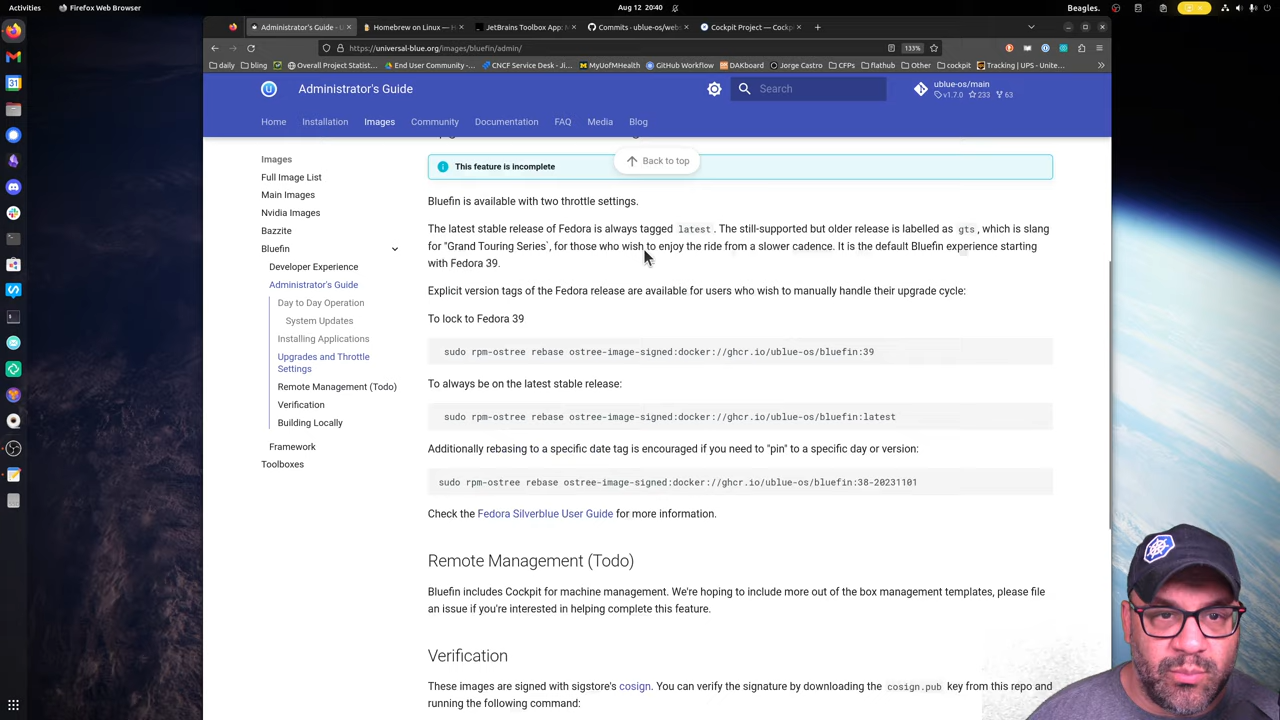 Activities
Firefox Web Browser
Aug 12 20:40
Beagles.
Administrator's Guide - U
Homebrew on Linux — H
JetBrains Toolbox App: M
Commits · ublue-os/webs
Cockpit Project — Cockp
https://universal-blue.org/images/bluefin/admin/
133%
daily
bling
Overall Project Statist...
End User Community -...
CNCF Service Desk - Ji...
MyUofMHealth
GitHub Workflow
DAKboard
Jorge Castro
CFPs
flathub
Other
Cockpit
Tracking | UPS - Unite...
Administrator's Guide
Search
ublue-os/main
v1.7.0 233 63
Home
Installation
Images
Community
Documentation
FAQ
Media
Blog
Images
Full Image List
Main Images
Nvidia Images
Bazzite
Bluefin
Developer Experience
Administrator's Guide
Day to Day Operation
System Updates
Installing Applications
Upgrades and Throttle
Settings
Remote Management (Todo)
Verification
Building Locally
Framework
Toolboxes
Back to top
This feature is incomplete
Bluefin is available with two throttle settings.
The latest stable release of Fedora is always tagged latest. The still-supported but older release is labelled as gts, which is slang
for "Grand Touring Series`, for those who wish to enjoy the ride from a slower cadence. It is the default Bluefin experience starting
with Fedora 39.
Explicit version tags of the Fedora release are available for users who wish to manually handle their upgrade cycle:
To lock to Fedora 39
sudo rpm-ostree rebase ostree-image-signed:docker://ghcr.io/ublue-os/bluefin:39
To always be on the latest stable release:
sudo rpm-ostree rebase ostree-image-signed:docker://ghcr.io/ublue-os/bluefin:latest
Additionally rebasing to a specific date tag is encouraged if you need to "pin" to a specific day or version:
sudo rpm-ostree rebase ostree-image-signed:docker://ghcr.io/ublue-os/bluefin:38-20231101
Check the Fedora Silverblue User Guide for more information.
Remote Management (Todo)
Bluefin includes Cockpit for machine management. We're hoping to include more out of the box management templates, please file
an issue if you're interested in helping complete this feature.
Verification
These images are signed with sigstore's cosign. You can verify the signature by downloading the cosign.pub key from this repo and
running the following command: